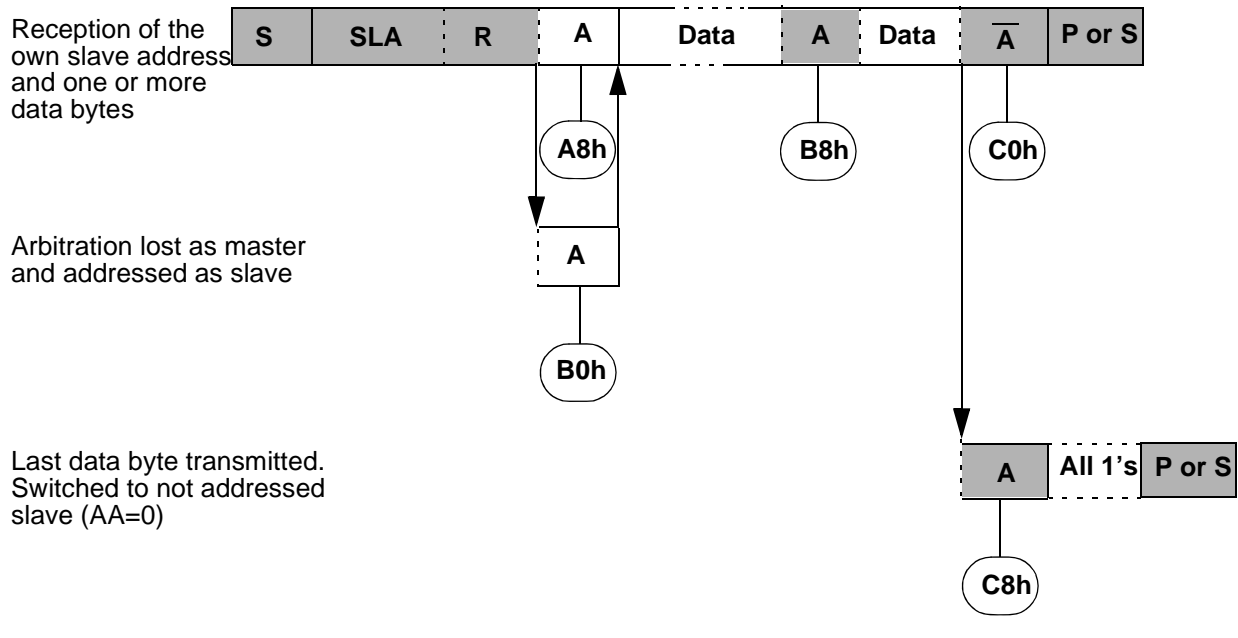 Reception of the
own slave address
and one or more
data bytes
S SLA R A Data A Data A̅ P or S
A8h B8h C0h
Arbitration lost as master
and addressed as slave
A
B0h
Last data byte transmitted.
Switched to not addressed
slave (AA=0)
A All 1’s P or S
C8h